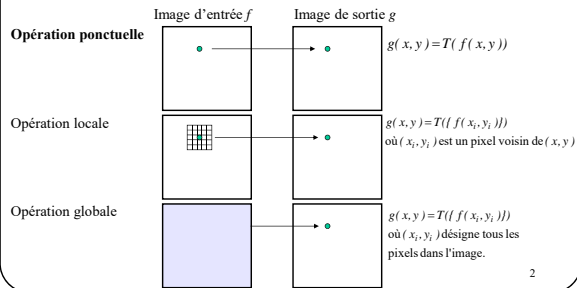 Image d’entrée f Image de sortie g
Opération ponctuelle
g( x, y ) = T( f( x, y ))
Opération locale
g( x, y ) = T({ f( xi, yi )})
où ( xi, yi ) est un pixel voisin de ( x, y )
Opération globale
g( x, y ) = T({ f( xi, yi )})
où ( xi, yi ) désigne tous les
pixels dans l'image.
2